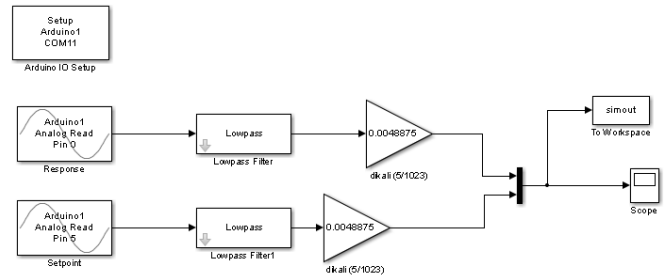 Setup
Arduino1
COM11
Arduino IO Setup
Arduino1
Analog Read
Pin 0
Response
Lowpass
Lowpass Filter
0.0048875
dikali (5/1023)
simout
To Workspace
Scope
Arduino1
Analog Read
Pin 5
Setpoint
Lowpass
Lowpass Filter1
0.0048875
dikali (5/1023)